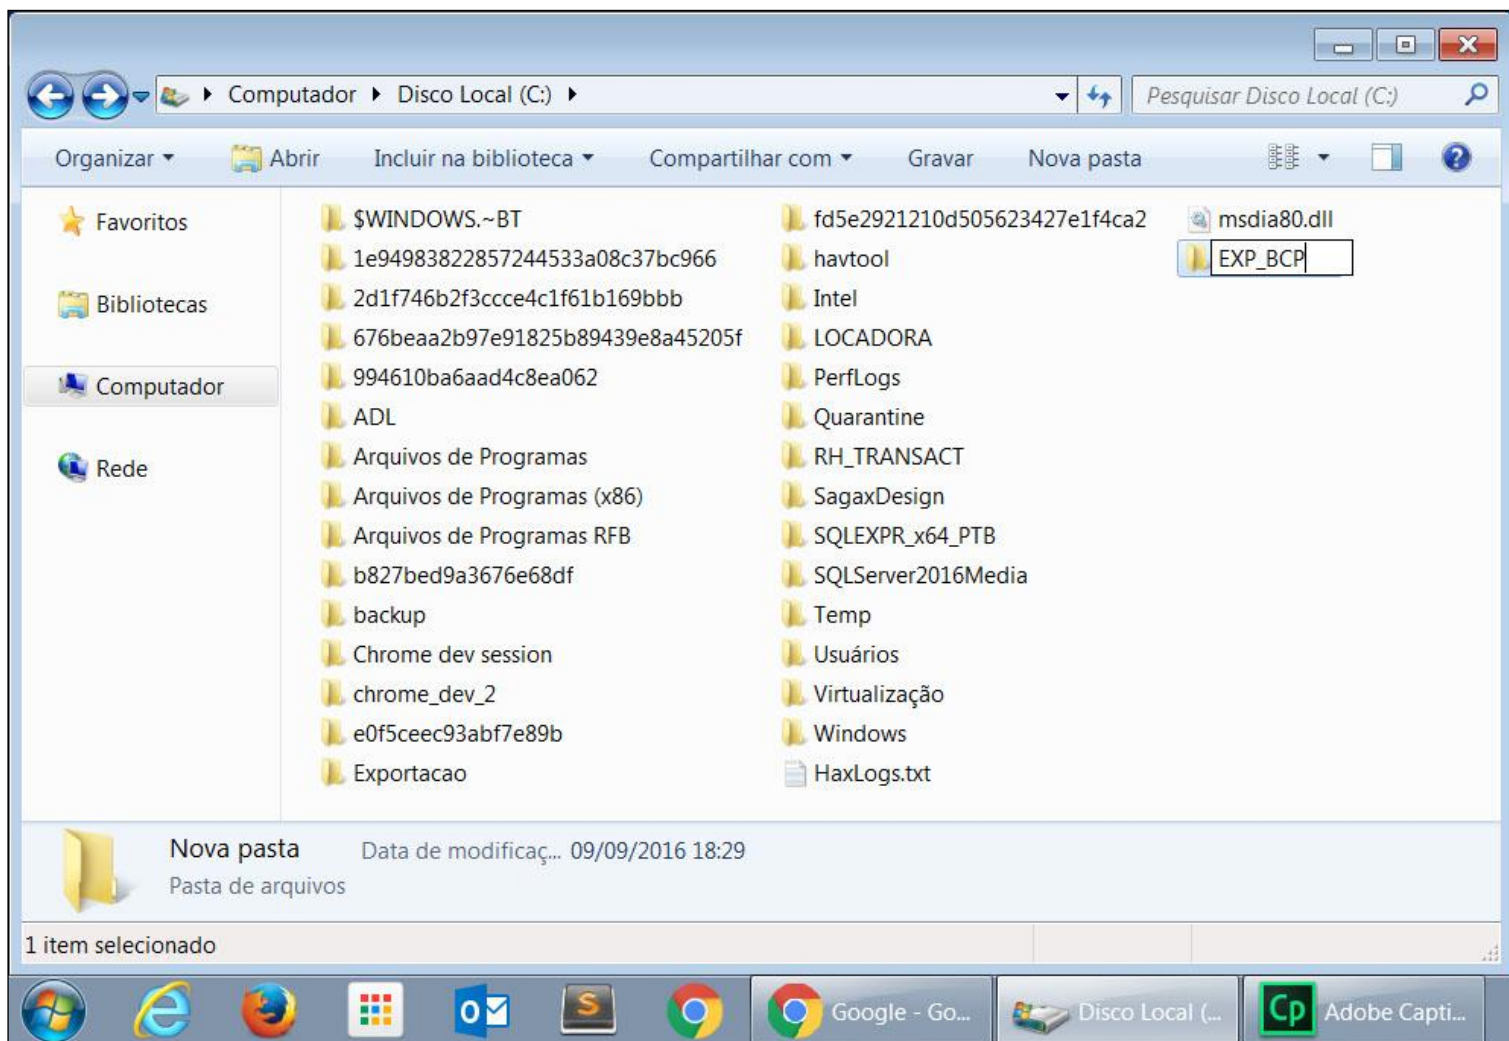 Computador Disco Local (C:)
Pesquisar Disco Local (C:)
Organizar
Abrir
Incluir na biblioteca
Compartilhar com
Gravar
Nova pasta
Favoritos
Bibliotecas
Computador
Rede
$WINDOWS.~BT
1e94983822857244533a08c37bc966
2d1f746b2f3ccce4c1f61b169bbb
676beaa2b97e91825b89439e8a45205f
994610ba6aad4c8ea062
ADL
Arquivos de Programas
Arquivos de Programas (x86)
Arquivos de Programas RFB
b827bed9a3676e68df
backup
Chrome dev session
chrome_dev_2
e0f5ceec93abf7e89b
Exportacao
fd5e2921210d505623427e1f4ca2
havtool
Intel
LOCADORA
PerfLogs
Quarantine
RH_TRANSACT
SagaxDesign
SQLEXPR_x64_PTB
SQLServer2016Media
Temp
Usuários
Virtualização
Windows
HaxLogs.txt
msdia80.dll
EXP_BCP
Nova pasta
Data de modificaç... 09/09/2016 18:29
Pasta de arquivos
1 item selecionado
Google - Go...
Disco Local (...
Cp
Adobe Capti...